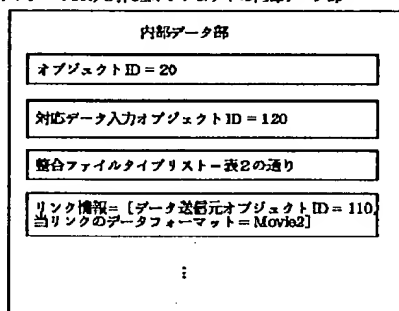 内部データ部
オブジェクトID = 20
対応データ入力オブジェクトID = 120
整合ファイルタイプリスト－表2の通り
リンク情報=［データ送信元オブジェクトID = 110,
当リンクのデータフォーマット = Movie2]
⋮